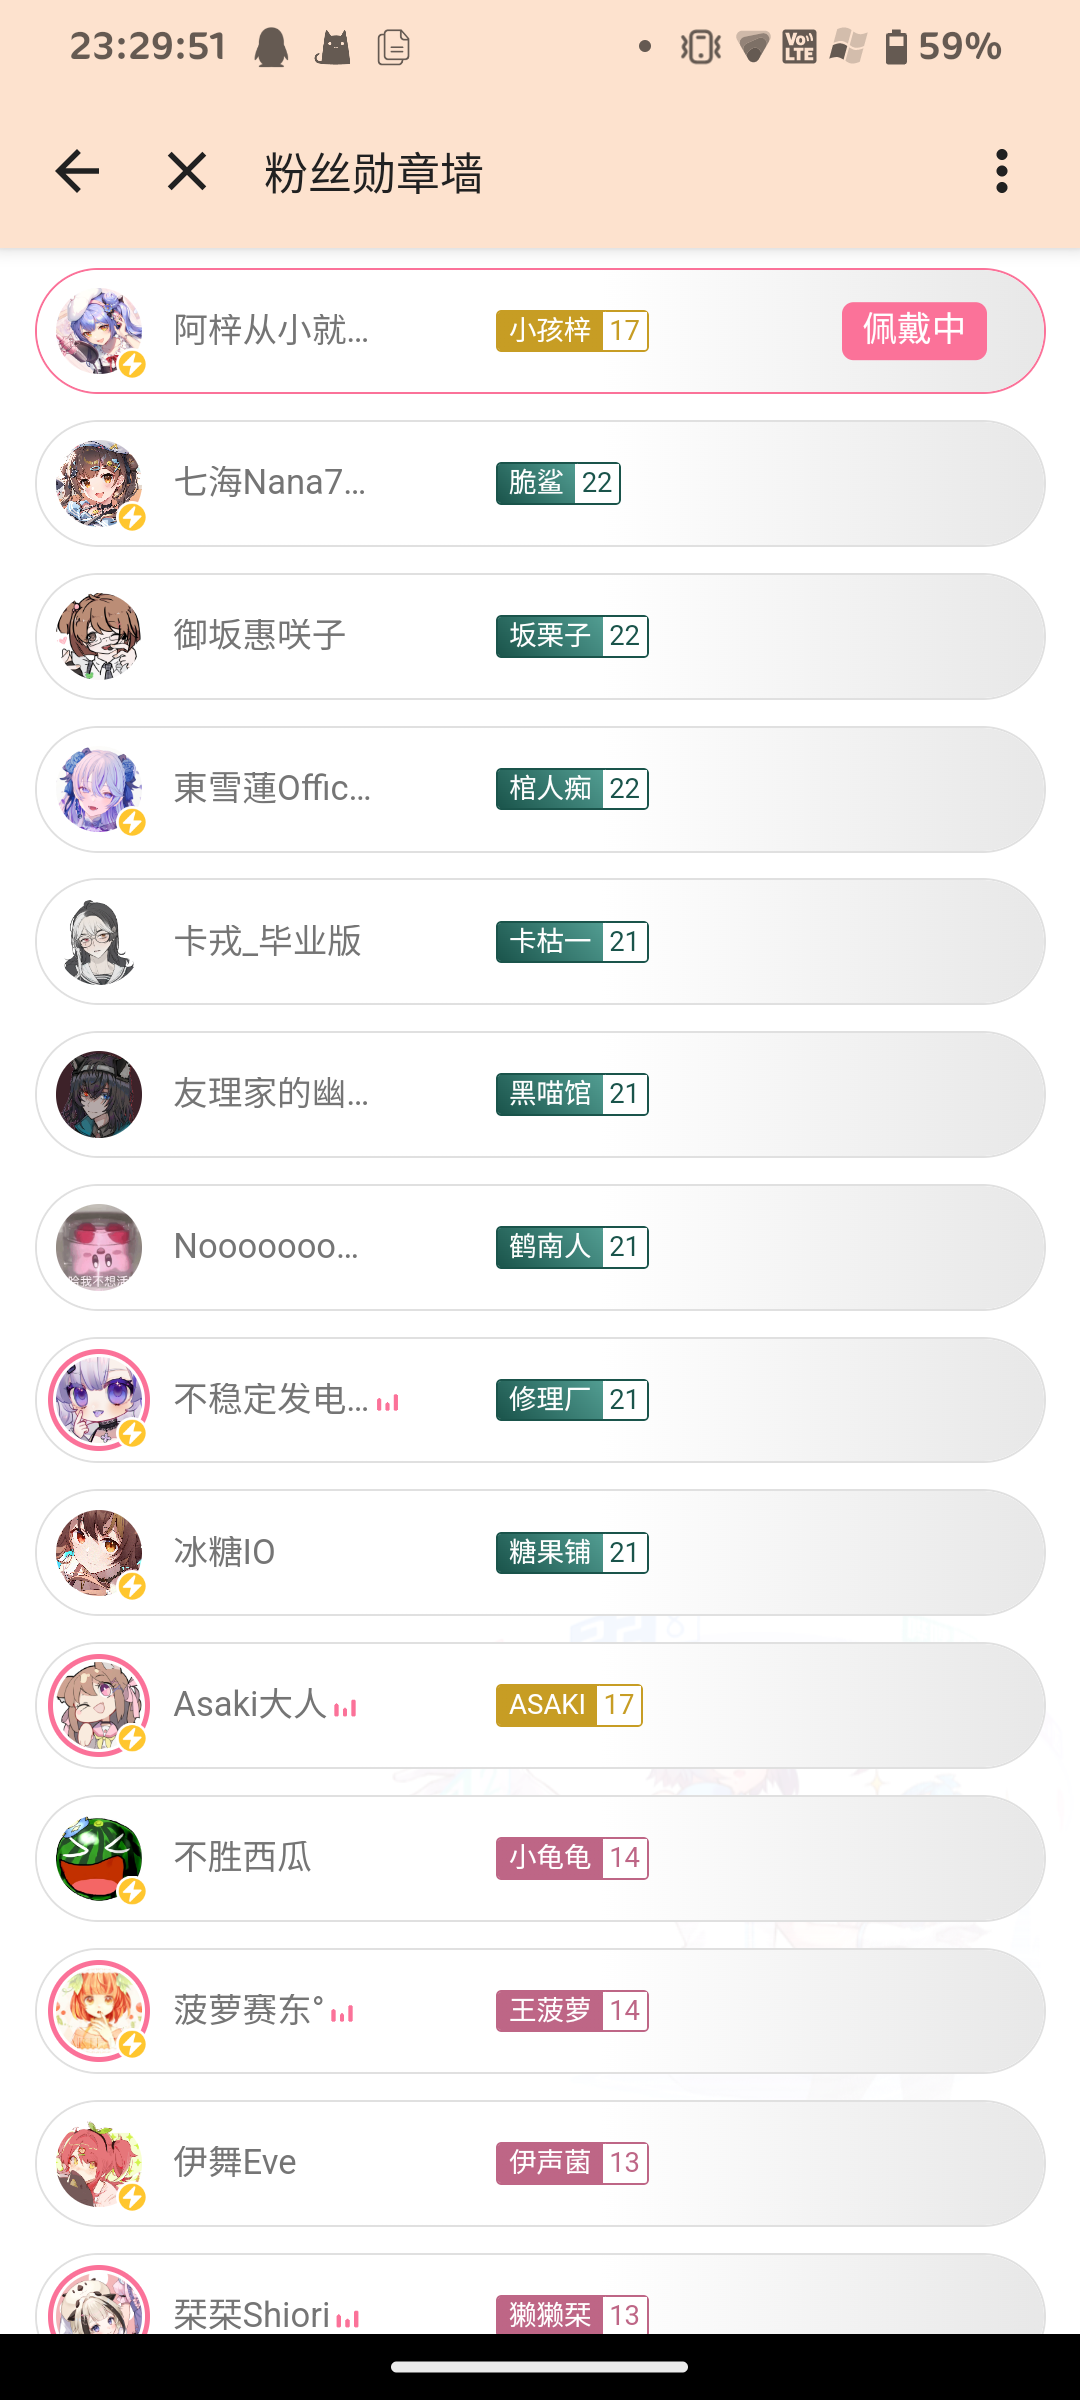 23:29:51
59%
粉丝勋章墙
阿梓从小就... 小孩梓 17 佩戴中
七海Nana7... 脆鲨 22
御坂惠咲子 坂栗子 22
東雪蓮Offic... 棺人痴 22
卡戎_毕业版 卡枯一 21
友理家的幽... 黑喵馆 21
Nooooooo... 鹤南人 21
不稳定发电... 修理厂 21
冰糖IO 糖果铺 21
Asaki大人 ASAKI 17
不胜西瓜 小龟龟 14
菠萝赛东° 王菠萝 14
伊舞Eve 伊声菌 13
栞栞Shiori 獭獭栞 13